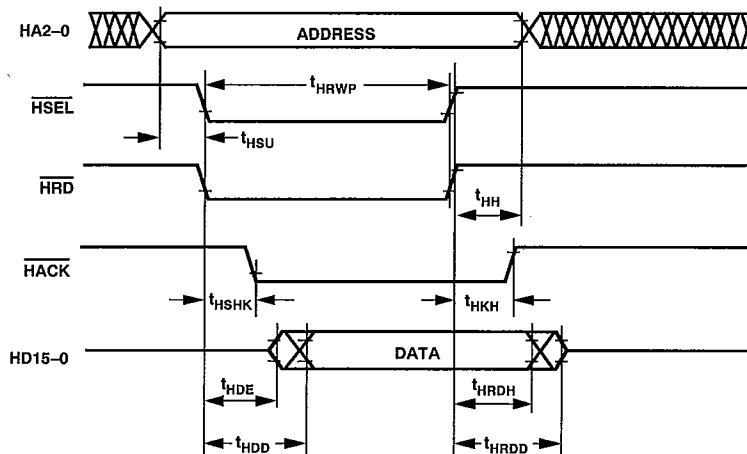 HA2–0
ADDRESS
tHRWP
HSEL
tHSU
HRD
tHH
HACK
tHSHK
tHKH
HD15–0
DATA
tHDE
tHRDH
tHDD
tHRDD